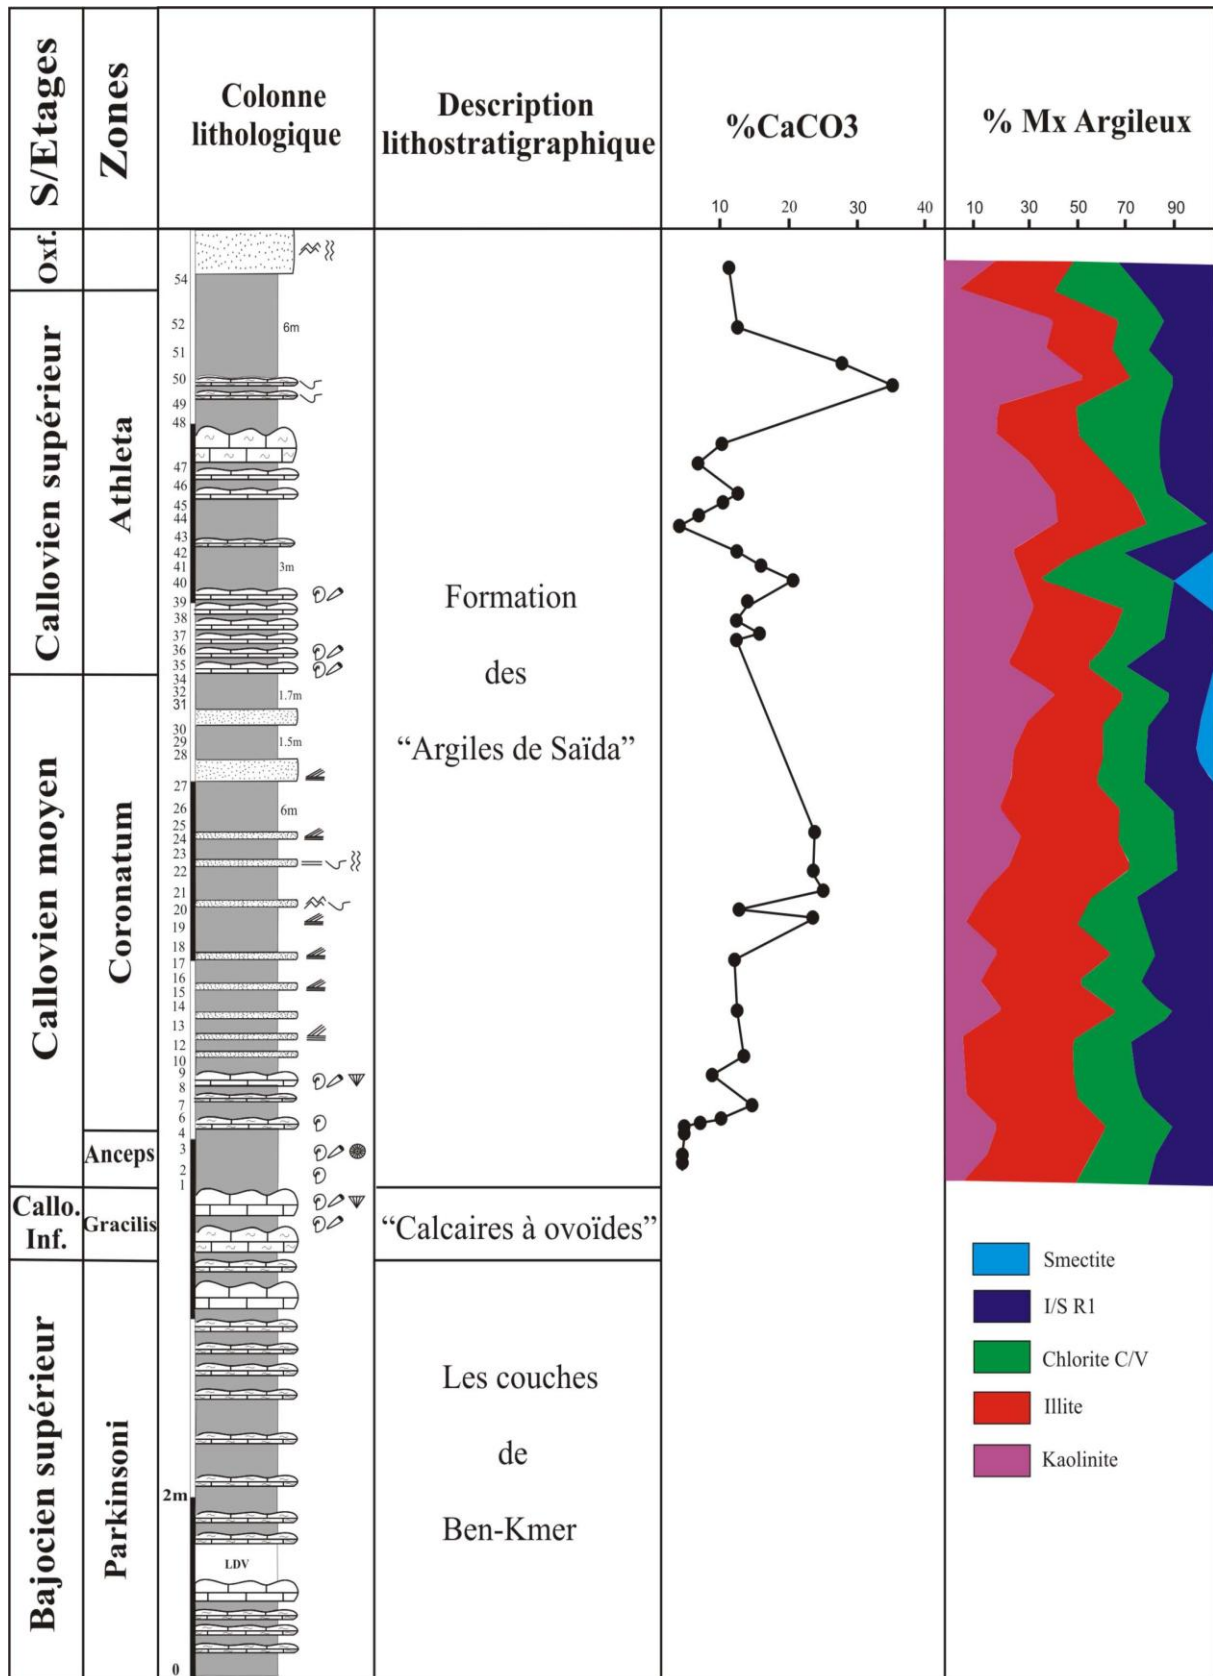 S/Etages
Zones
Colonne
lithologique
Description
lithostratigraphique
%CaCO3
% Mx Argileux
10 20 30 40
10 30 50 70 90
Oxf.
Callovien supérieur
Callovien moyen
Callo.
Inf.
Bajocien supérieur
Athleta
Coronatum
Anceps
Gracilis
Parkinsoni
54
52
51
50
49
48
47
46
45
44
43
42
41
40
39
38
37
36
35
34
32
31
30
29
28
27
26
25
24
23
22
21
20
19
18
17
16
15
14
13
12
10
9
8
7
6
4
3
2
1
2m
0
6m
3m
1.7m
1.5m
6m
LDV
Formation
des
“Argiles de Saïda”
“Calcaires à ovoïdes”
Les couches
de
Ben-Kmer
Smectite
I/S R1
Chlorite C/V
Illite
Kaolinite